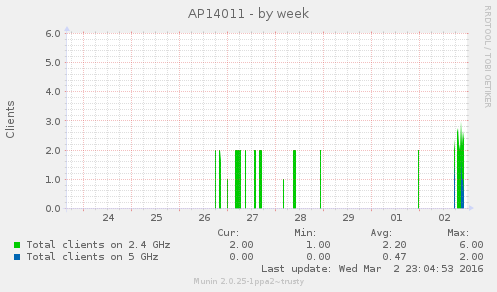 AP14011 - by week
RRDTOOL / TOBI OETIKER
Clients
6.0
5.0
4.0
3.0
2.0
1.0
0.0
24 25 26 27 28 29 01 02
Cur: Min: Avg: Max:
Total clients on 2.4 GHz 2.00 1.00 2.20 6.00
Total clients on 5 GHz 0.00 0.00 0.47 2.00
Last update: Wed Mar 2 23:04:53 2016
Munin 2.0.25-1ppa2~trusty